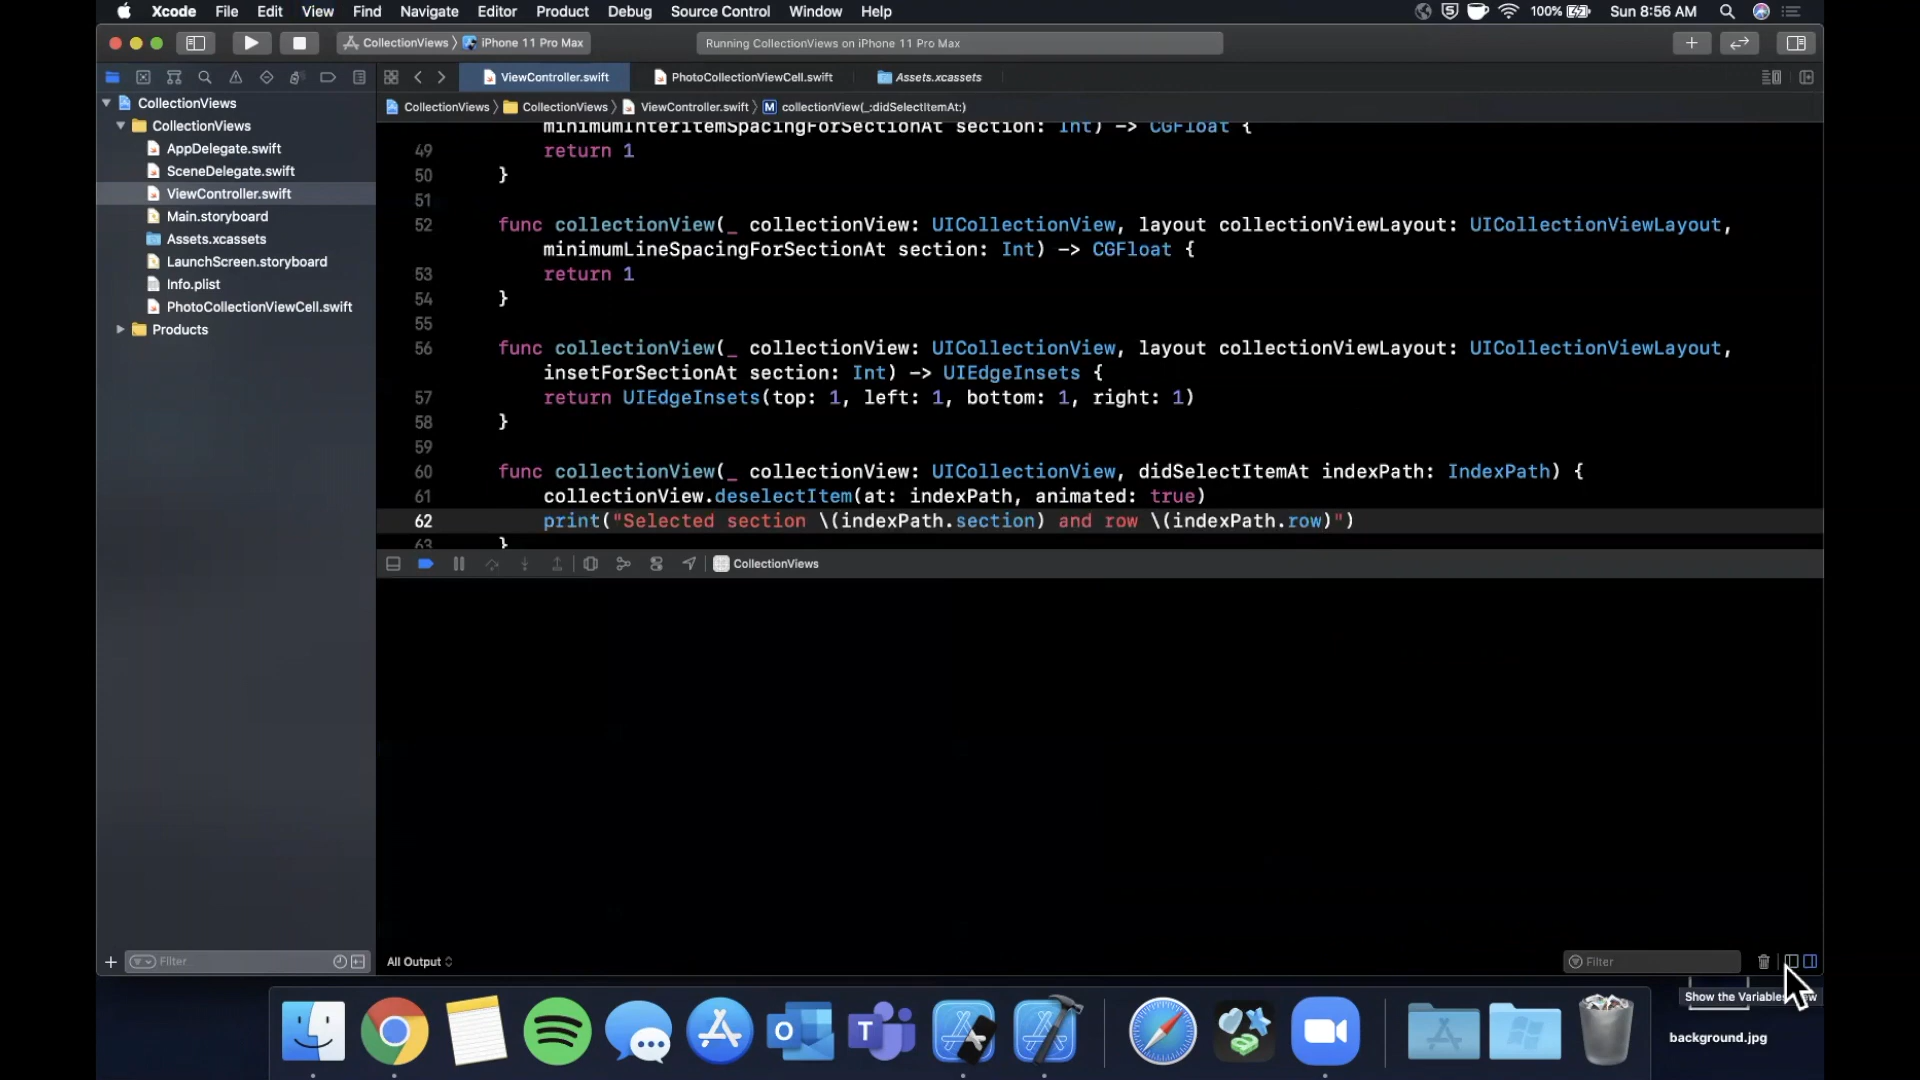 Xcode File Edit View Find Navigate Editor Product Debug Source Control Window Help 100% Sun 8:56 AM
CollectionViews iPhone 11 Pro Max Running CollectionViews on iPhone 11 Pro Max
ViewController.swift PhotoCollectionViewCell.swift Assets.xcassets
CollectionViews CollectionViews ViewController.swift M collectionView(_:didSelectItemAt:)
CollectionViews
CollectionViews
AppDelegate.swift
SceneDelegate.swift
ViewController.swift
Main.storyboard
Assets.xcassets
LaunchScreen.storyboard
Info.plist
PhotoCollectionViewCell.swift
Products
minimumInteritemSpacingForSectionAt section: Int) -> CGFloat {
49 return 1
50 }
51
52 func collectionView(_ collectionView: UICollectionView, layout collectionViewLayout: UICollectionViewLayout,
minimumLineSpacingForSectionAt section: Int) -> CGFloat {
53 return 1
54 }
55
56 func collectionView(_ collectionView: UICollectionView, layout collectionViewLayout: UICollectionViewLayout,
insetForSectionAt section: Int) -> UIEdgeInsets {
57 return UIEdgeInsets(top: 1, left: 1, bottom: 1, right: 1)
58 }
59
60 func collectionView(_ collectionView: UICollectionView, didSelectItemAt indexPath: IndexPath) {
61 collectionView.deselectItem(at: indexPath, animated: true)
62 print("Selected section \(indexPath.section) and row \(indexPath.row)")
63 }
CollectionViews
Filter
All Output
Filter
Show the Variables
background.jpg